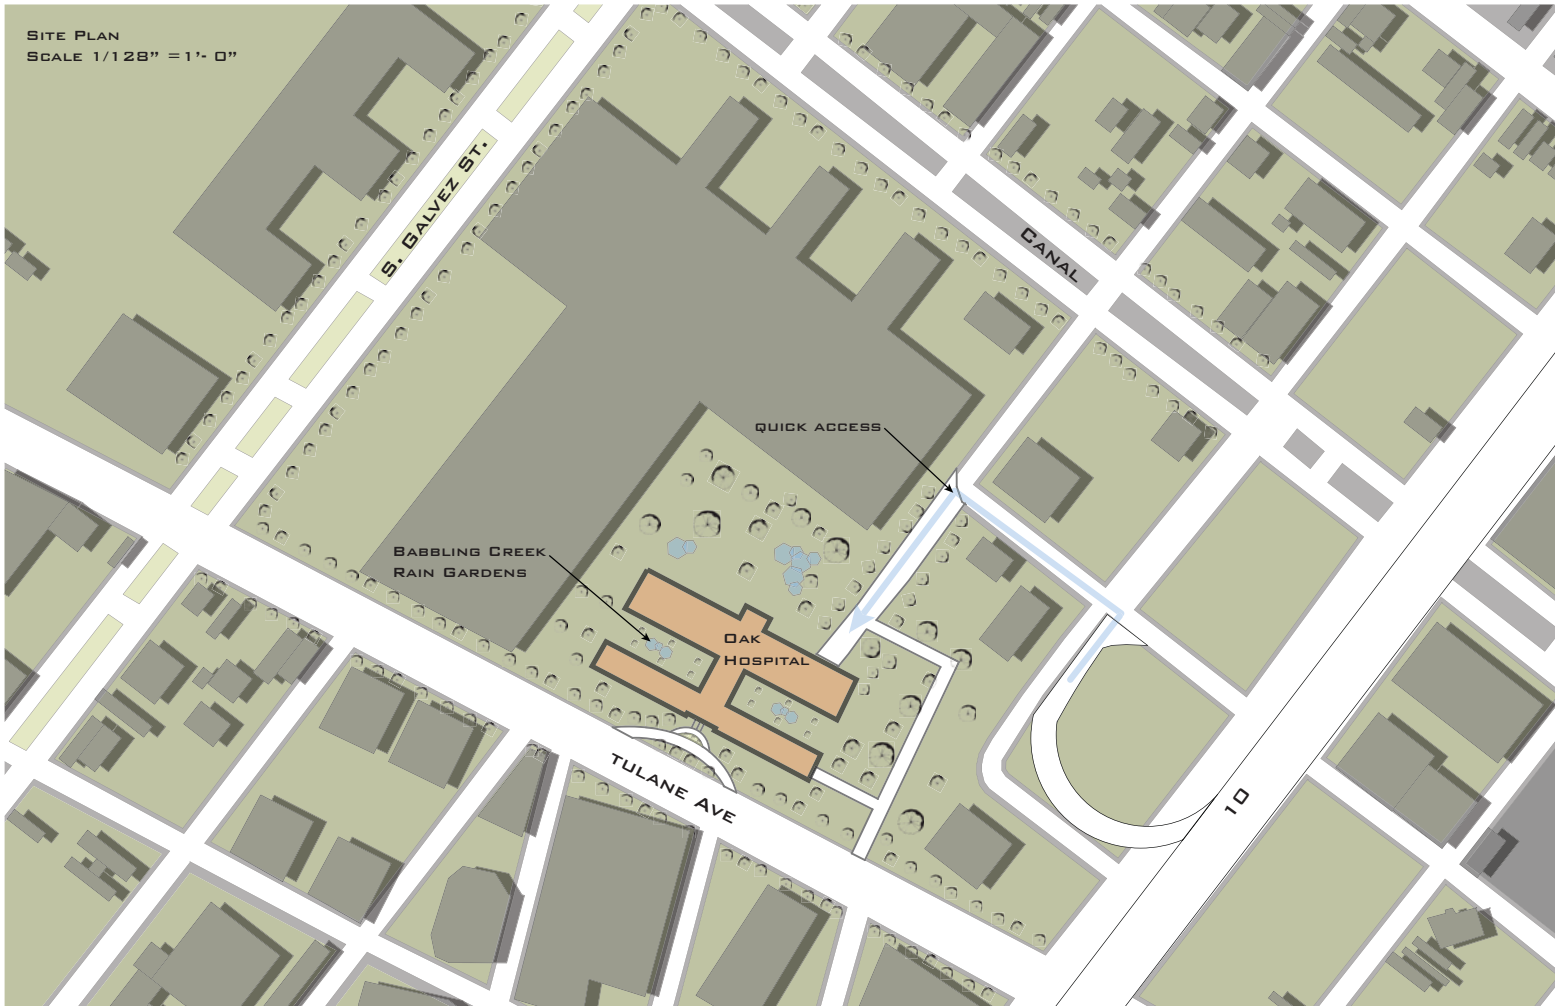 SITE PLAN
SCALE 1/128” =1’- 0”
S. GALVEZ ST.
CANAL
QUICK ACCESS
BABBLING CREEK
RAIN GARDENS
OAK
HOSPITAL
TULANE AVE
10